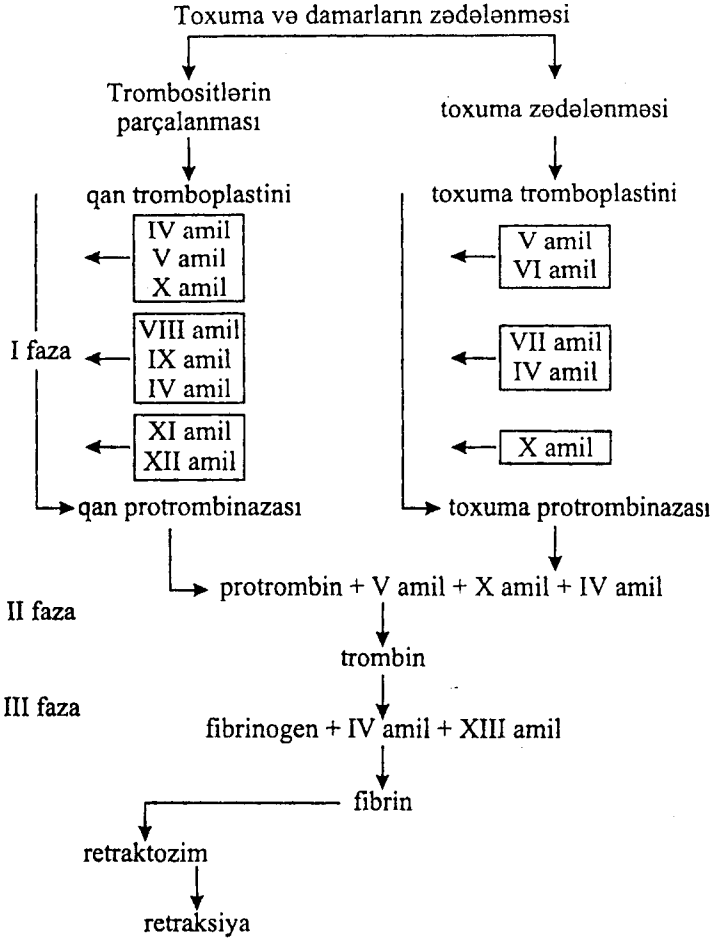 Toxuma və damarların zədələnməsi
Trombositlərin
parçalanması
toxuma zədələnməsi
qan tromboplastini
toxuma tromboplastini
IV amil
V amil
X amil
V amil
VI amil
I faza
VIII amil
IX amil
IV amil
VII amil
IV amil
XI amil
XII amil
X amil
qan protrombinazası
toxuma protrombinazası
protrombin + V amil + X amil + IV amil
II faza
trombin
III faza
fibrinogen + IV amil + XIII amil
fibrin
retraktozim
retraksiya